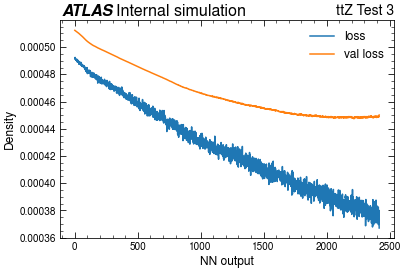 ATLAS Internal simulation ttZ Test 3
loss
val loss
0.00050
0.00048
0.00046
0.00044
0.00042
0.00040
0.00038
0.00036
Density
0 500 1000 1500 2000 2500
NN output